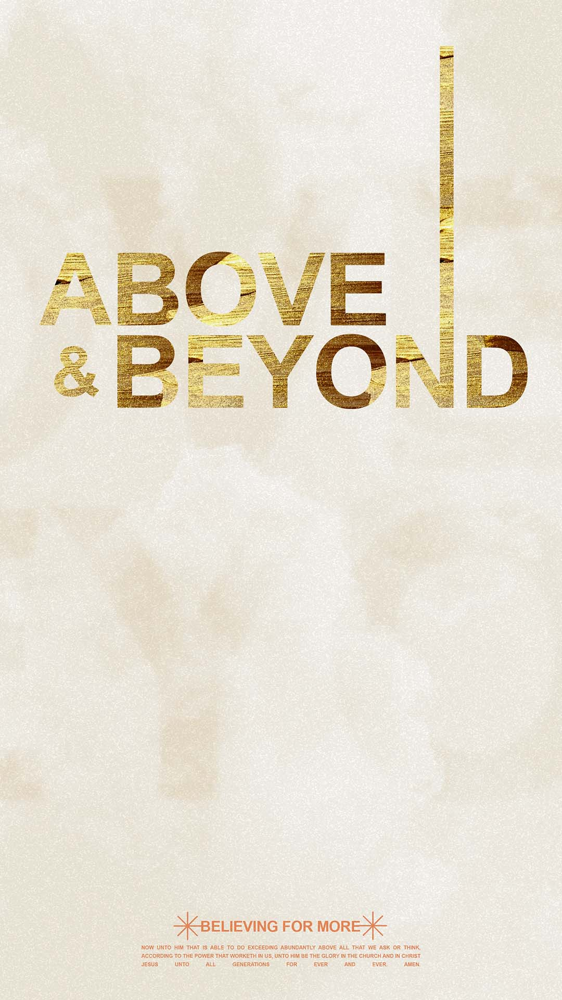 ABOVE
& BEYOND
BELIEVING FOR MORE
NOW UNTO HIM THAT IS ABLE TO DO EXCEEDING ABUNDANTLY ABOVE ALL THAT WE ASK OR THINK,
ACCORDING TO THE POWER THAT WORKETH IN US, UNTO HIM BE THE GLORY IN THE CHURCH AND IN CHRIST
JESUS UNTO ALL GENERATIONS FOR EVER AND EVER. AMEN.